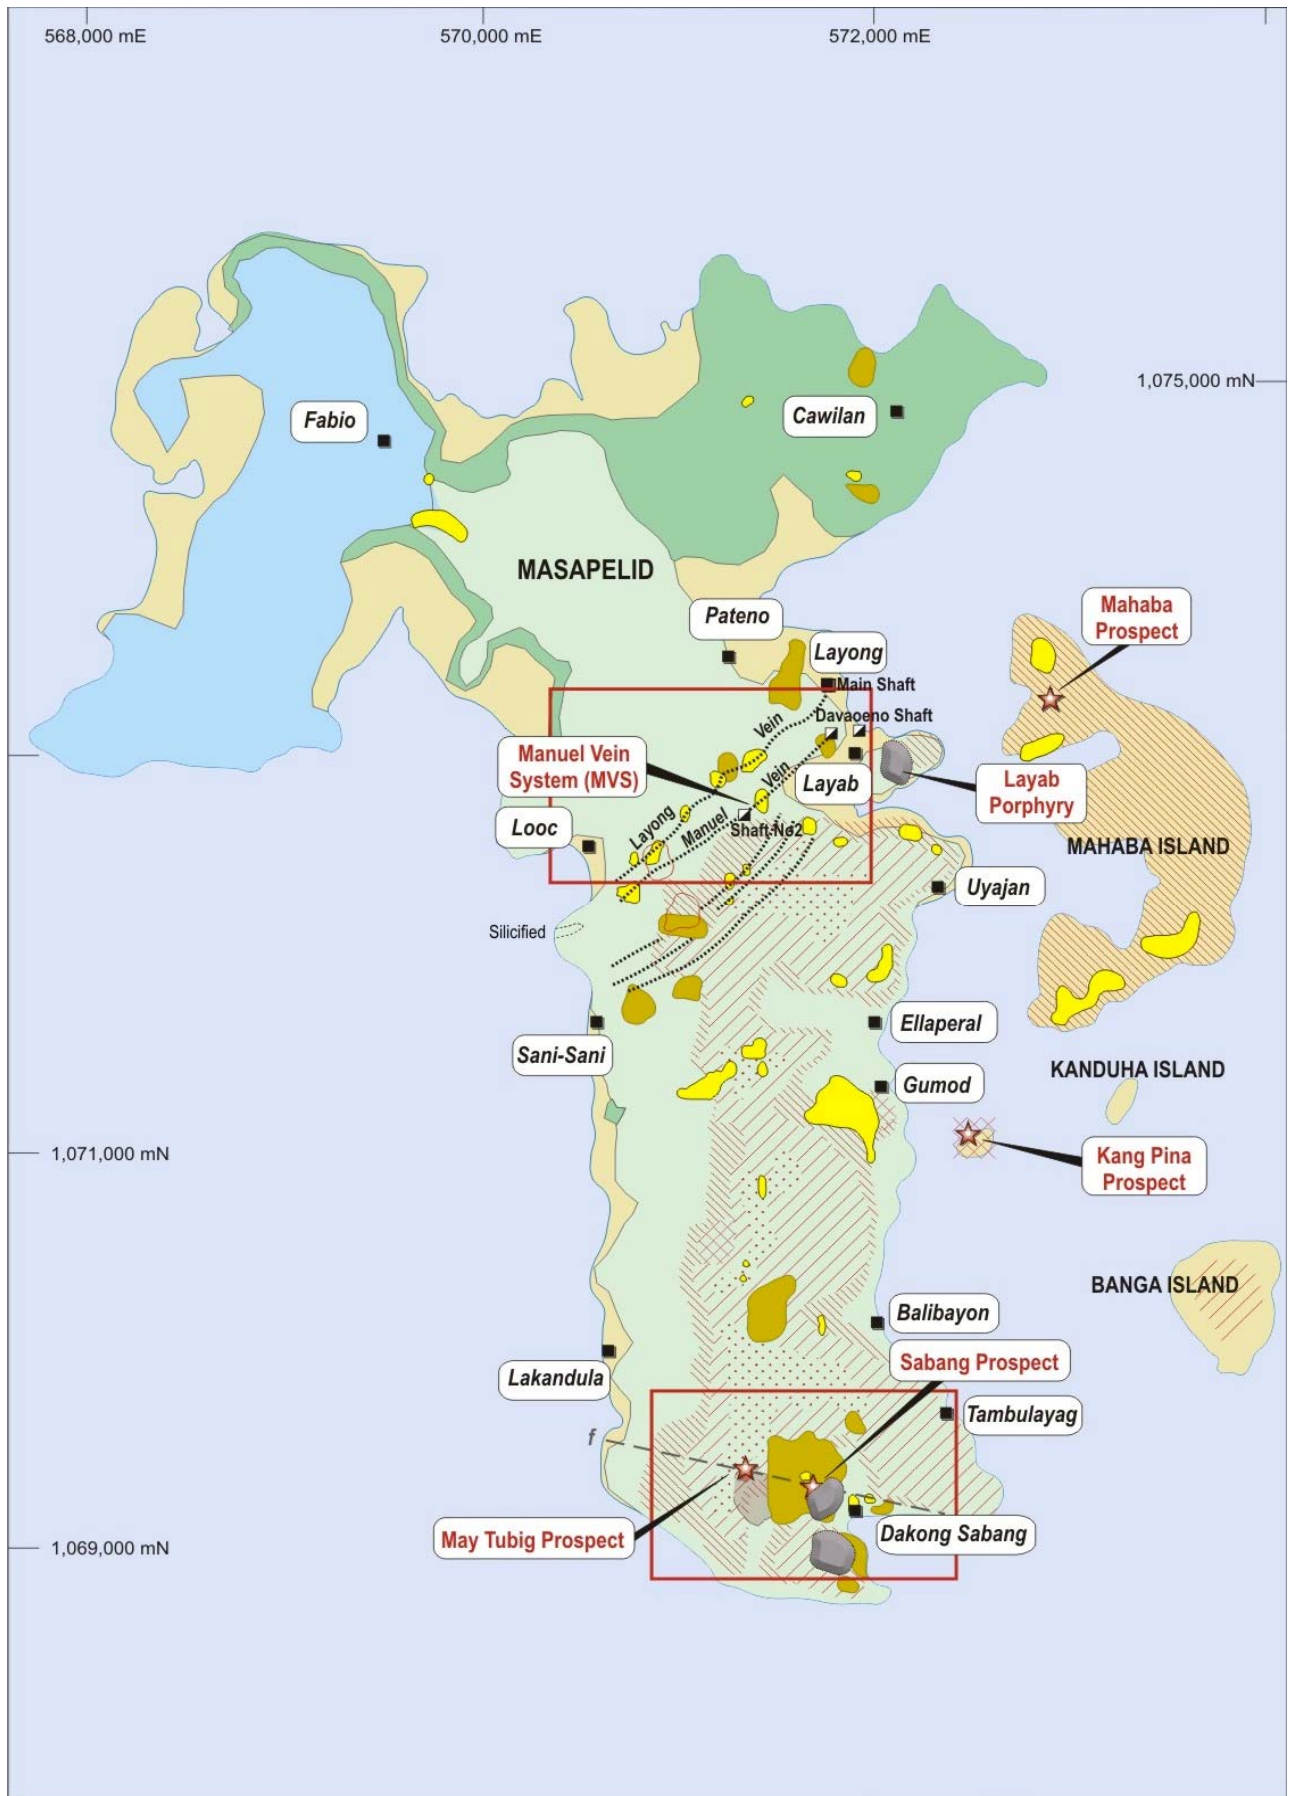 568,000 mE
570,000 mE
572,000 mE
1,075,000 mN
Fabio
Cawilan
MASAPELID
Pateno
Mahaba
Prospect
Layong
Main Shaft
Davaoeno Shaft
Vein
Manuel Vein
System (MVS)
Vein
Layab
Layab
Porphyry
Looc
Layong
Manuel
Shaft No2
MAHABA ISLAND
Uyajan
Silicified
Ellaperal
Sani-Sani
KANDUHA ISLAND
Gumod
1,071,000 mN
Kang Pina
Prospect
BANGA ISLAND
Balibayon
Sabang Prospect
Lakandula
Tambulayag
f
May Tubig Prospect
Dakong Sabang
1,069,000 mN